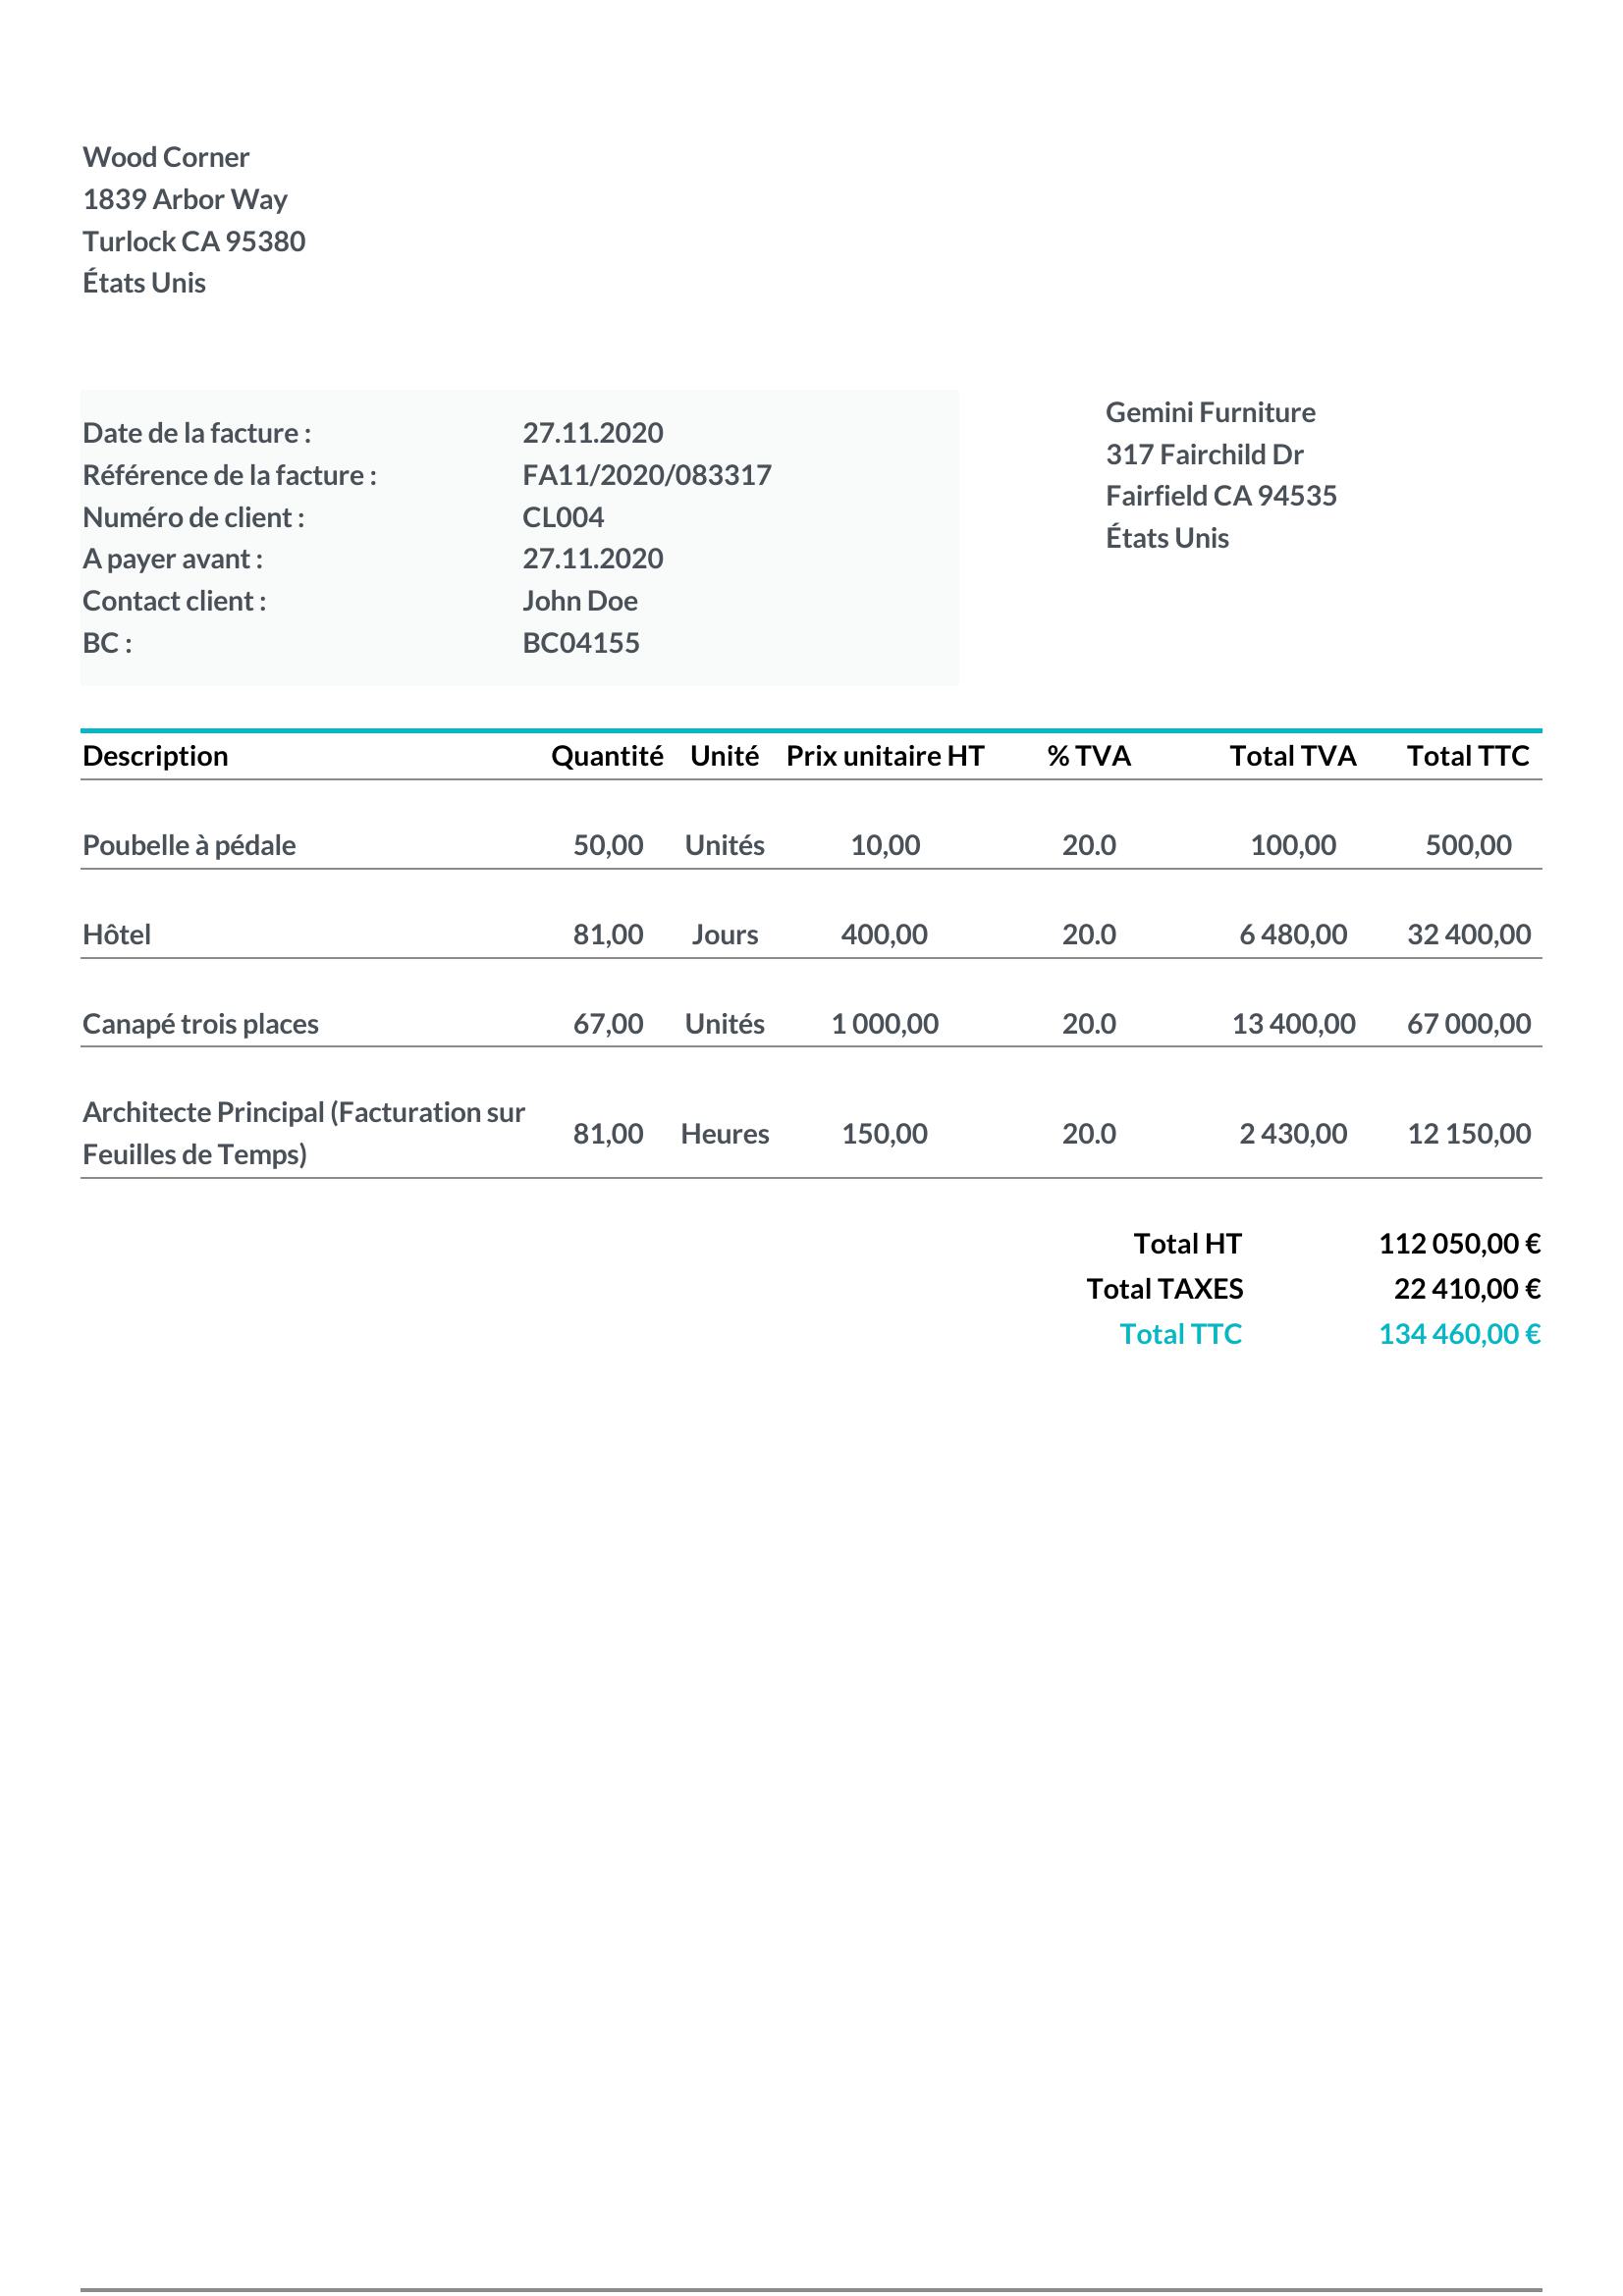 Wood Corner
1839 Arbor Way
Turlock CA 95380
États Unis
Date de la facture : 27.11.2020
Référence de la facture : FA11/2020/083317
Numéro de client : CL004
A payer avant : 27.11.2020
Contact client : John Doe
BC : BC04155
Gemini Furniture
317 Fairchild Dr
Fairfield CA 94535
États Unis
Description Quantité Unité Prix unitaire HT % TVA Total TVA Total TTC
Poubelle à pédale 50,00 Unités 10,00 20.0 100,00 500,00
Hôtel 81,00 Jours 400,00 20.0 6 480,00 32 400,00
Canapé trois places 67,00 Unités 1 000,00 20.0 13 400,00 67 000,00
Architecte Principal (Facturation sur
Feuilles de Temps) 81,00 Heures 150,00 20.0 2 430,00 12 150,00
Total HT 112 050,00 €
Total TAXES 22 410,00 €
Total TTC 134 460,00 €